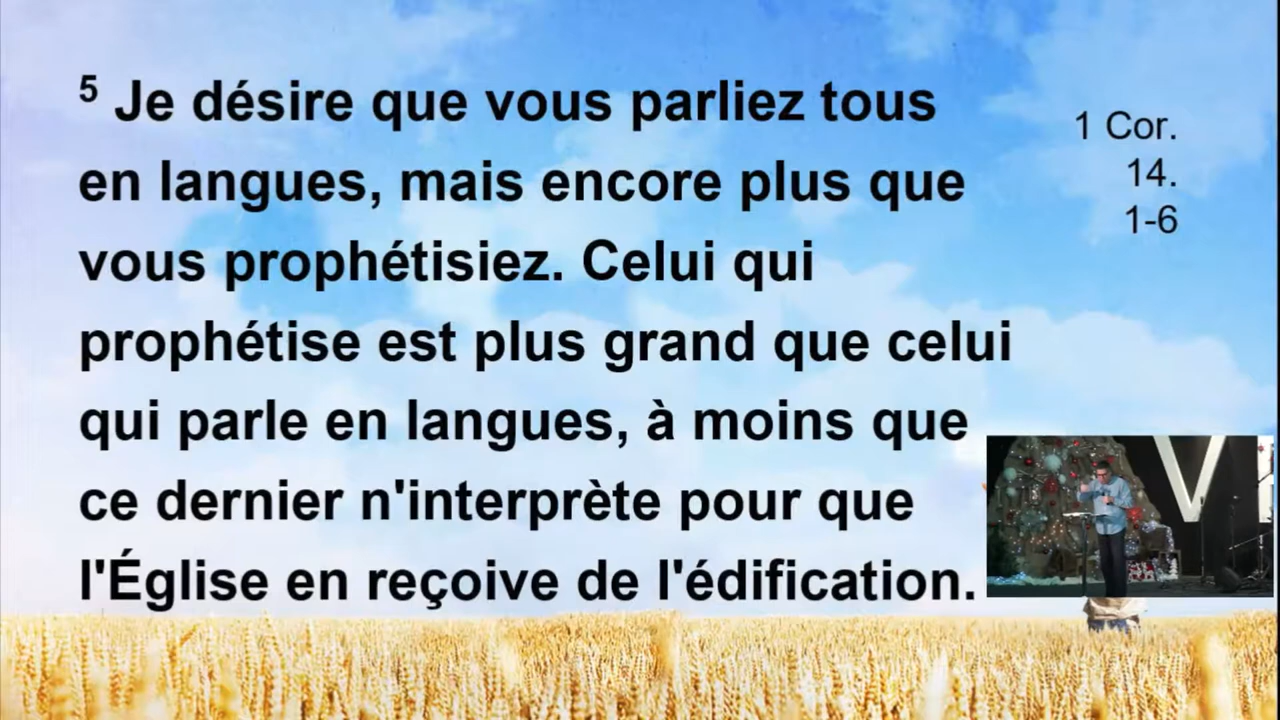 ⁵ Je désire que vous parliez tous
en langues, mais encore plus que
vous prophétisiez. Celui qui
prophétise est plus grand que celui
qui parle en langues, à moins que
ce dernier n'interprète pour que
l'Église en reçoive de l'édification.
1 Cor.
14.
1-6